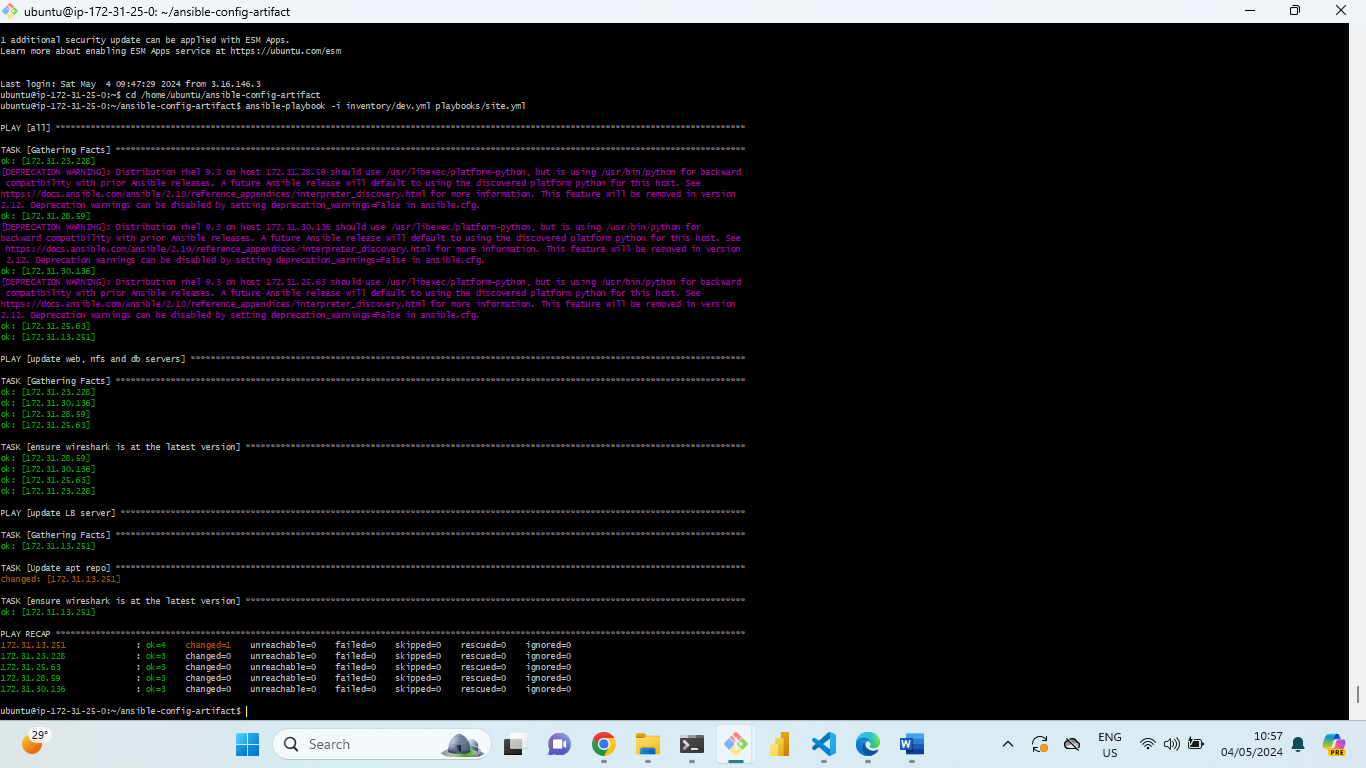 ubuntu@ip-172-31-25-0: ~/ansible-config-artifact
1 additional security update can be applied with ESM Apps.
Learn more about enabling ESM Apps service at https://ubuntu.com/esm
Last login: Sat May  4 09:47:29 2024 from 3.16.146.3
ubuntu@ip-172-31-25-0:~$ cd /home/ubuntu/ansible-config-artifact
ubuntu@ip-172-31-25-0:~/ansible-config-artifact$ ansible-playbook -i inventory/dev.yml playbooks/site.yml
PLAY [all] ******************************************************************************************************************************************
TASK [Gathering Facts] ******************************************************************************************************************************
ok: [172.31.23.228]
[DEPRECATION WARNING]: Distribution rhel 9.3 on host 172.31.28.59 should use /usr/libexec/platform-python, but is using /usr/bin/python for backward
 compatibility with prior Ansible releases. A future Ansible release will default to using the discovered platform python for this host. See
https://docs.ansible.com/ansible/2.10/reference_appendices/interpreter_discovery.html for more information. This feature will be removed in version
2.12. Deprecation warnings can be disabled by setting deprecation_warnings=False in ansible.cfg.
ok: [172.31.28.59]
[DEPRECATION WARNING]: Distribution rhel 9.3 on host 172.31.30.136 should use /usr/libexec/platform-python, but is using /usr/bin/python for
backward compatibility with prior Ansible releases. A future Ansible release will default to using the discovered platform python for this host. See
 https://docs.ansible.com/ansible/2.10/reference_appendices/interpreter_discovery.html for more information. This feature will be removed in version
 2.12. Deprecation warnings can be disabled by setting deprecation_warnings=False in ansible.cfg.
ok: [172.31.30.136]
[DEPRECATION WARNING]: Distribution rhel 9.3 on host 172.31.25.63 should use /usr/libexec/platform-python, but is using /usr/bin/python for backward
 compatibility with prior Ansible releases. A future Ansible release will default to using the discovered platform python for this host. See
https://docs.ansible.com/ansible/2.10/reference_appendices/interpreter_discovery.html for more information. This feature will be removed in version
2.12. Deprecation warnings can be disabled by setting deprecation_warnings=False in ansible.cfg.
ok: [172.31.25.63]
ok: [172.31.13.251]
PLAY [update web, nfs and db servers] ***************************************************************************************************************
TASK [Gathering Facts] ******************************************************************************************************************************
ok: [172.31.23.228]
ok: [172.31.30.136]
ok: [172.31.28.59]
ok: [172.31.25.63]
TASK [ensure wireshark is at the latest version] ****************************************************************************************************
ok: [172.31.28.59]
ok: [172.31.30.136]
ok: [172.31.25.63]
ok: [172.31.23.228]
PLAY [update LB server] *****************************************************************************************************************************
TASK [Gathering Facts] ******************************************************************************************************************************
ok: [172.31.13.251]
TASK [Update apt repo] ******************************************************************************************************************************
changed: [172.31.13.251]
TASK [ensure wireshark is at the latest version] ****************************************************************************************************
ok: [172.31.13.251]
PLAY RECAP ******************************************************************************************************************************************
172.31.13.251              : ok=4    changed=1    unreachable=0    failed=0    skipped=0    rescued=0    ignored=0
172.31.23.228              : ok=3    changed=0    unreachable=0    failed=0    skipped=0    rescued=0    ignored=0
172.31.25.63               : ok=3    changed=0    unreachable=0    failed=0    skipped=0    rescued=0    ignored=0
172.31.28.59               : ok=3    changed=0    unreachable=0    failed=0    skipped=0    rescued=0    ignored=0
172.31.30.136              : ok=3    changed=0    unreachable=0    failed=0    skipped=0    rescued=0    ignored=0
ubuntu@ip-172-31-25-0:~/ansible-config-artifact$
29°
Search
ENG
US
10:57
04/05/2024
PRE